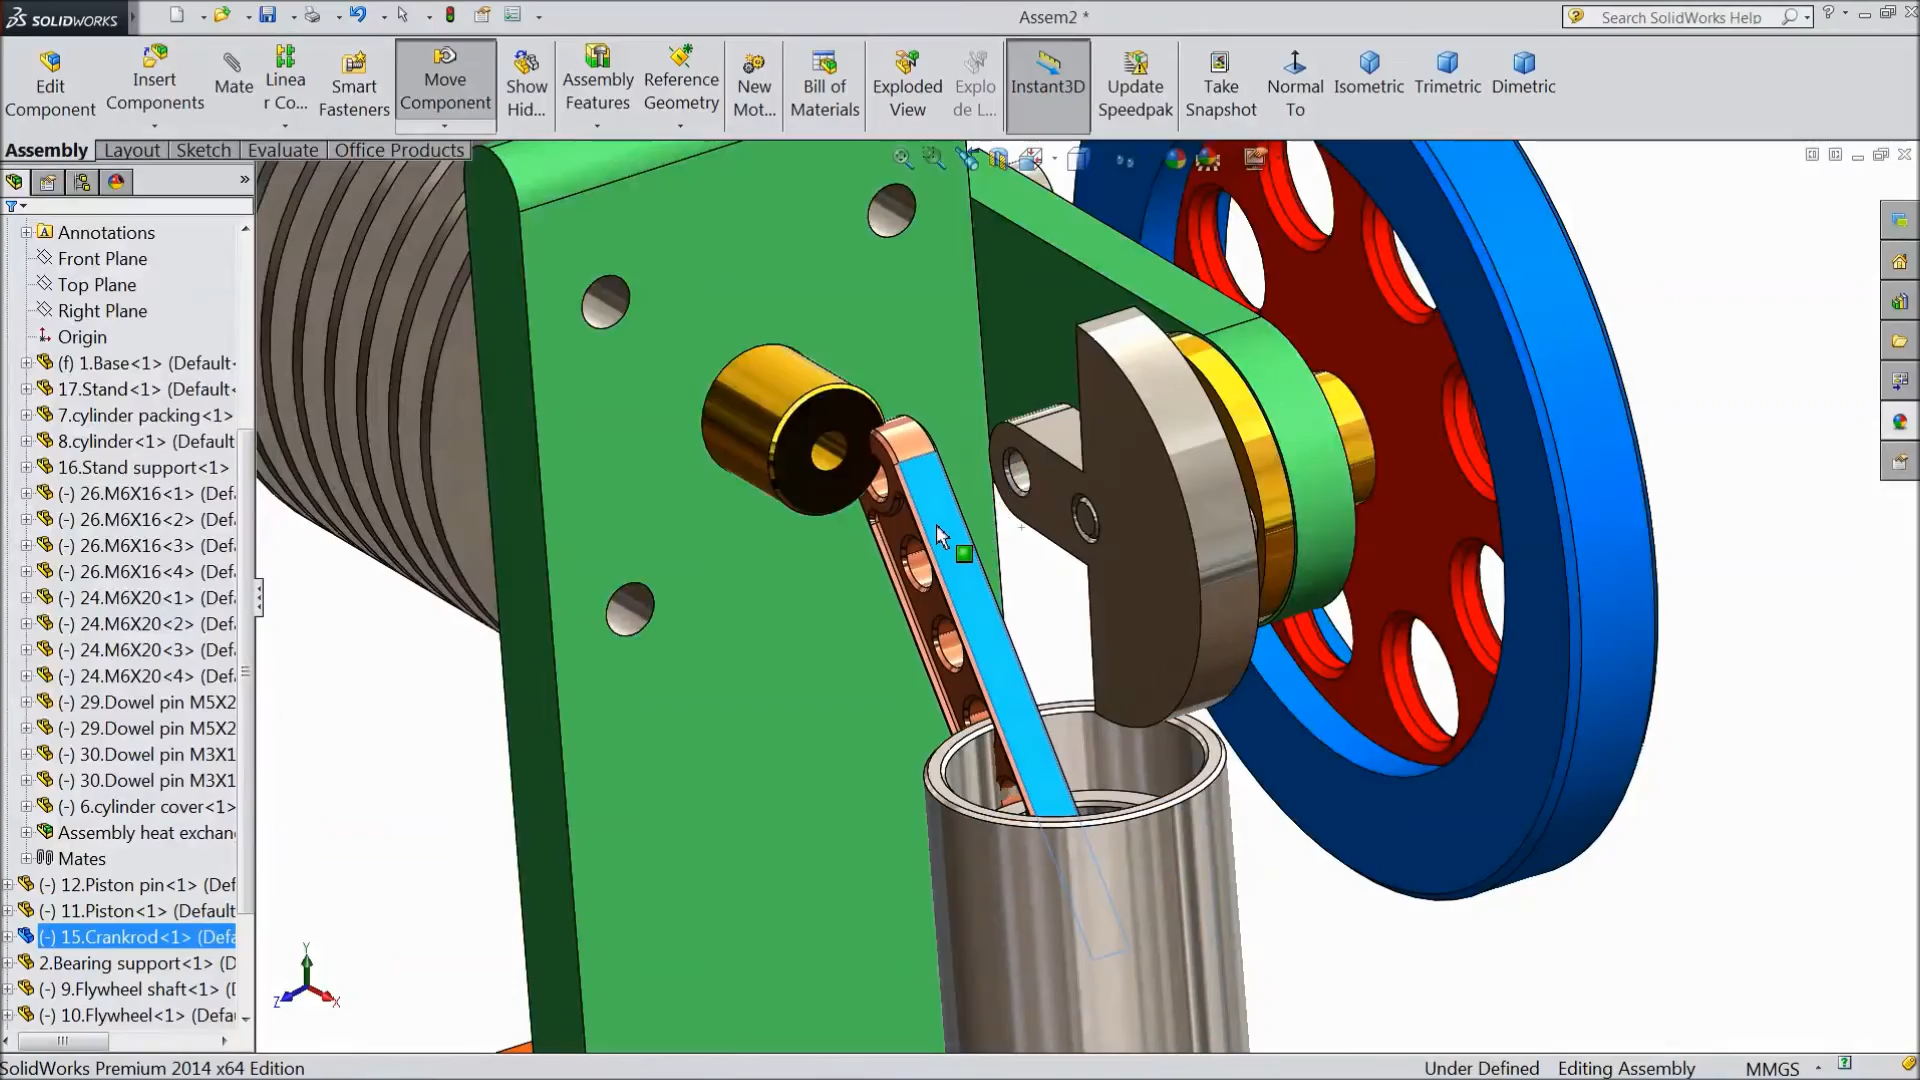 SOLIDWORKS
Assem2 *
Search SolidWorks Help
Edit Component
Insert Components
Mate
Linea r Co...
Smart Fasteners
Move Component
Show Hid...
Assembly Features
Reference Geometry
New Mot...
Bill of Materials
Exploded View
Explo de L...
Instant3D
Update Speedpak
Take Snapshot
Normal To
Isometric
Trimetric
Dimetric
Assembly
Layout
Sketch
Evaluate
Office Products
Annotations
Front Plane
Top Plane
Right Plane
Origin
(f) 1.Base<1> (Default
17.Stand<1> (Default
7.cylinder packing<1>
8.cylinder<1> (Default
16.Stand support<1>
(-) 26.M6X16<1> (Def
(-) 26.M6X16<2> (Def
(-) 26.M6X16<3> (Def
(-) 26.M6X16<4> (Def
(-) 24.M6X20<1> (Def
(-) 24.M6X20<2> (Def
(-) 24.M6X20<3> (Def
(-) 24.M6X20<4> (Def
(-) 29.Dowel pin M5X2
(-) 29.Dowel pin M5X2
(-) 30.Dowel pin M3X1
(-) 30.Dowel pin M3X1
(-) 6.cylinder cover<1>
Assembly heat exchan
Mates
(-) 12.Piston pin<1> (Def
(-) 11.Piston<1> (Default
(-) 15.Crankrod<1> (Defa
2.Bearing support<1> (D
(-) 9.Flywheel shaft<1> (
(-) 10.Flywheel<1> (Defa
Y
Z
X
SolidWorks Premium 2014 x64 Edition
Under Defined
Editing Assembly
MMGS